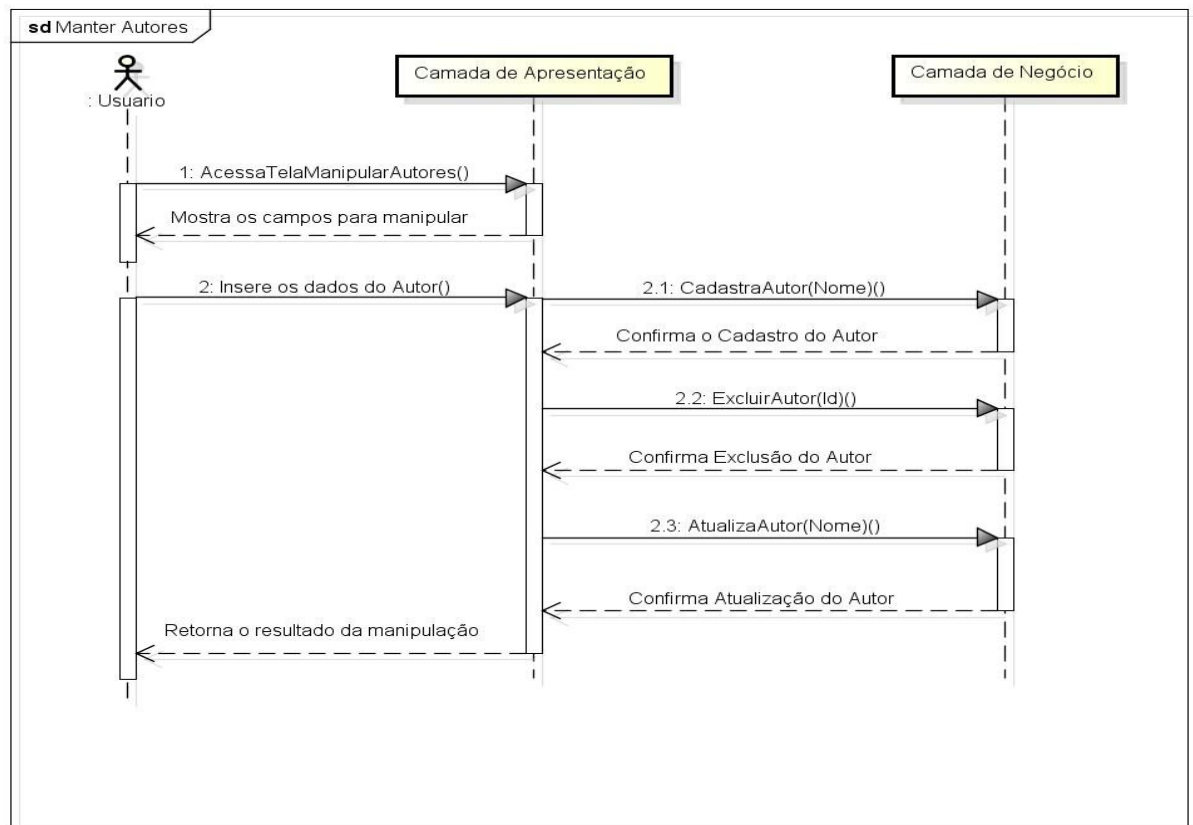 sd Manter Autores
: Usuario
Camada de Apresentação
Camada de Negócio
1: AcessaTelaManipularAutores()
Mostra os campos para manipular
2: Insere os dados do Autor()
2.1: CadastraAutor(Nome)()
Confirma o Cadastro do Autor
2.2: ExcluirAutor(Id)()
Confirma Exclusão do Autor
2.3: AtualizaAutor(Nome)()
Confirma Atualização do Autor
Retorna o resultado da manipulação